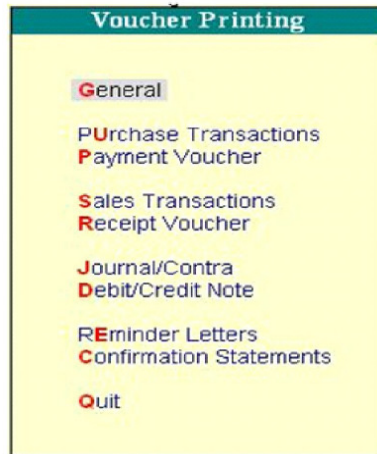 Voucher Printing
General
PUrchase Transactions
Payment Voucher
Sales Transactions
Receipt Voucher
Journal/Contra
Debit/Credit Note
REminder Letters
Confirmation Statements
Quit